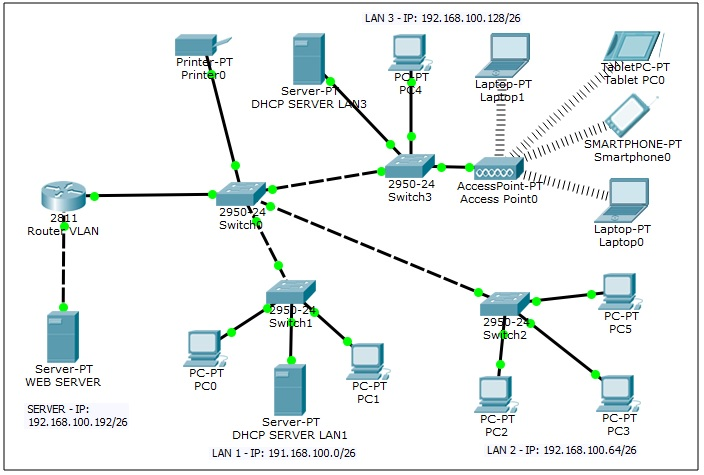 LAN 3 - IP: 192.168.100.128/26
Printer-PT
Printer0
Server-PT
DHCP SERVER LAN3
PC-PT
PC4
Laptop-PT
Laptop1
TabletPC-PT
Tablet PC0
SMARTPHONE-PT
Smartphone0
2950-24
Switch3
AccessPoint-PT
Access Point0
2811
Router VLAN
2950-24
Switch0
Laptop-PT
Laptop0
2950-24
Switch1
2950-24
Switch2
PC-PT
PC5
Server-PT
WEB SERVER
PC-PT
PC0
PC-PT
PC1
SERVER - IP:
192.168.100.192/26
Server-PT
DHCP SERVER LAN1
PC-PT
PC2
PC-PT
PC3
LAN 1 - IP: 191.168.100.0/26
LAN 2 - IP: 192.168.100.64/26